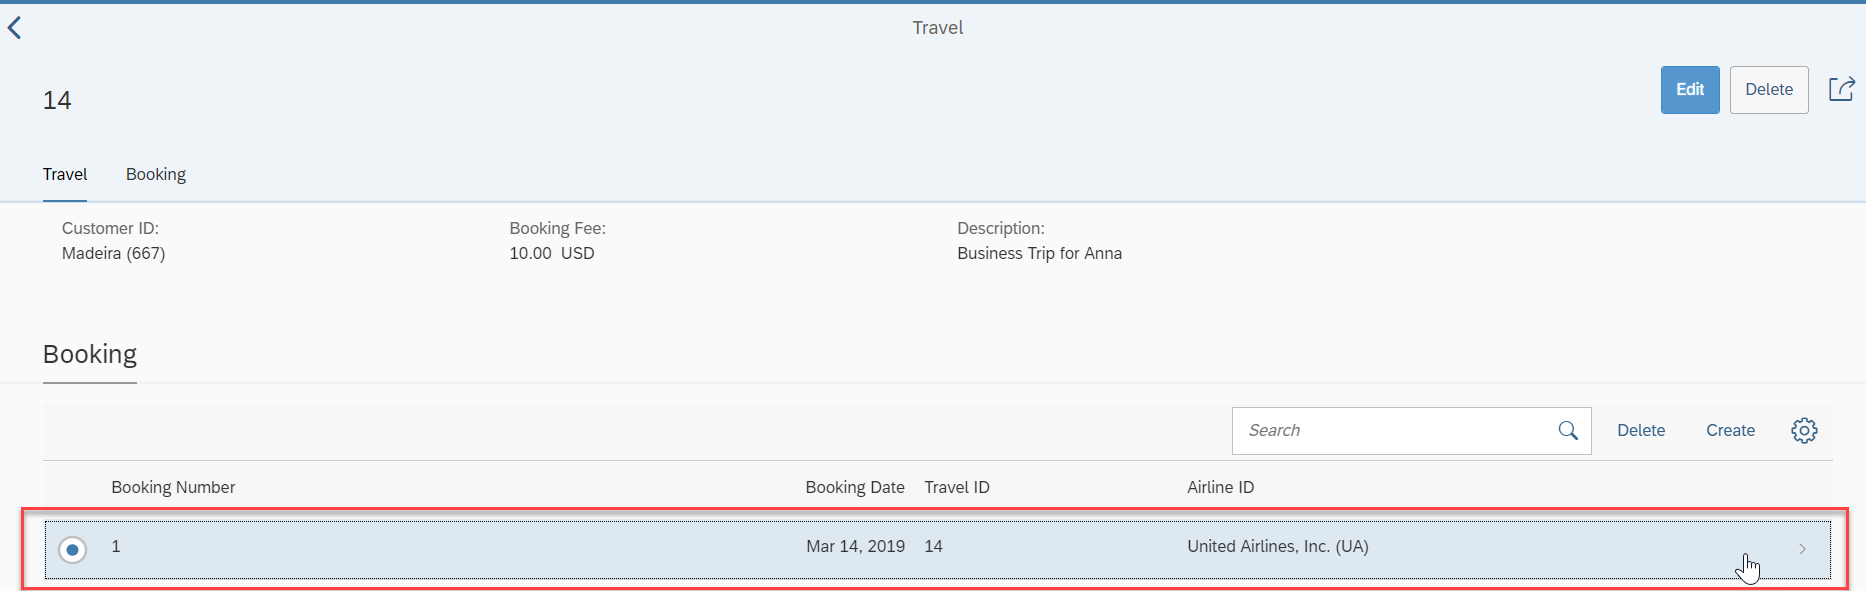 Travel
14
Edit Delete
Travel Booking
Customer ID: Booking Fee: Description:
Madeira (667) 10.00 USD Business Trip for Anna
Booking
Search Delete Create
Booking Number Booking Date Travel ID Airline ID
1 Mar 14, 2019 14 United Airlines, Inc. (UA)